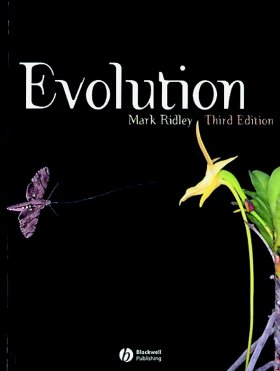 Evolution
Mark Ridley Third Edition
Blackwell
Publishing